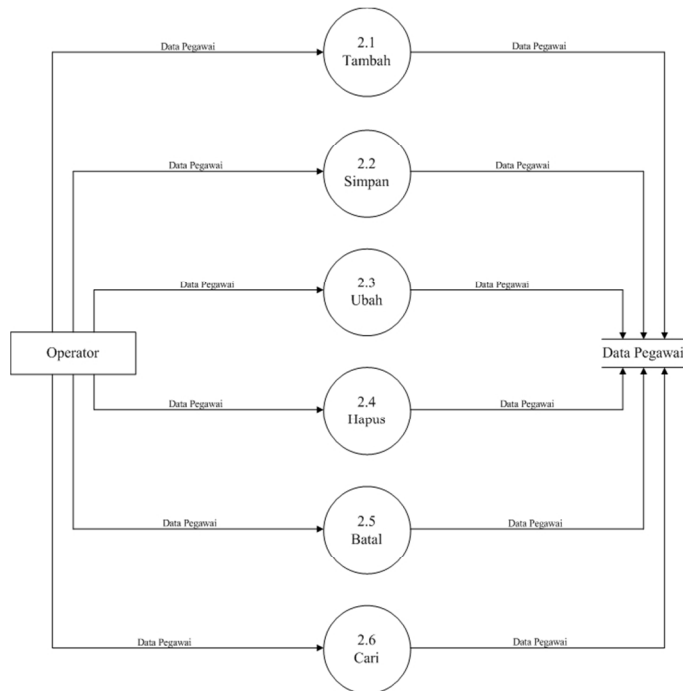 Data Pegawai
2.1
Tambah
Data Pegawai
Data Pegawai
2.2
Simpan
Data Pegawai
Data Pegawai
2.3
Ubah
Data Pegawai
Operator
Data Pegawai
Data Pegawai
2.4
Hapus
Data Pegawai
Data Pegawai
2.5
Batal
Data Pegawai
Data Pegawai
2.6
Cari
Data Pegawai